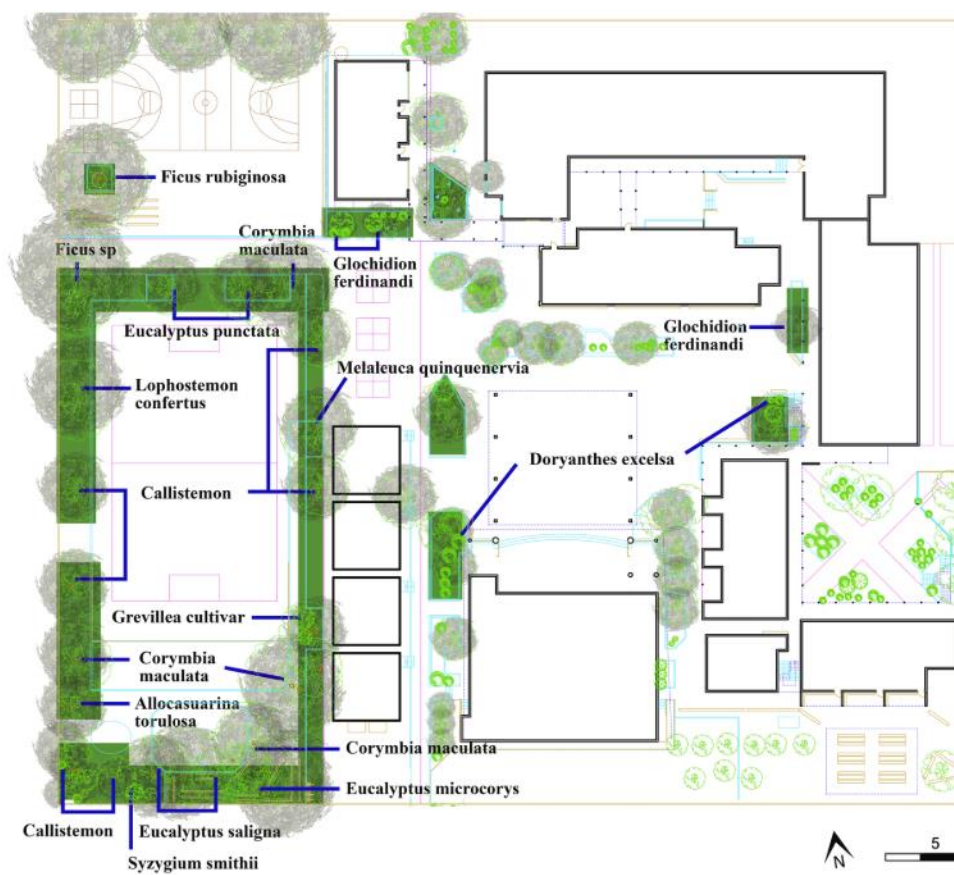 Ficus rubiginosa
Ficus sp
Corymbia
maculata
Glochidion
ferdinandi
Eucalyptus punctata
Glochidion
ferdinandi
Melaleuca quinquenervia
Lophostemon
confertus
Doryanthes excelsa
Callistemon
Grevillea cultivar
Corymbia
maculata
Allocasuarina
torulosa
Corymbia maculata
Eucalyptus microcorys
Callistemon
Eucalyptus saligna
Syzygium smithii
N
5